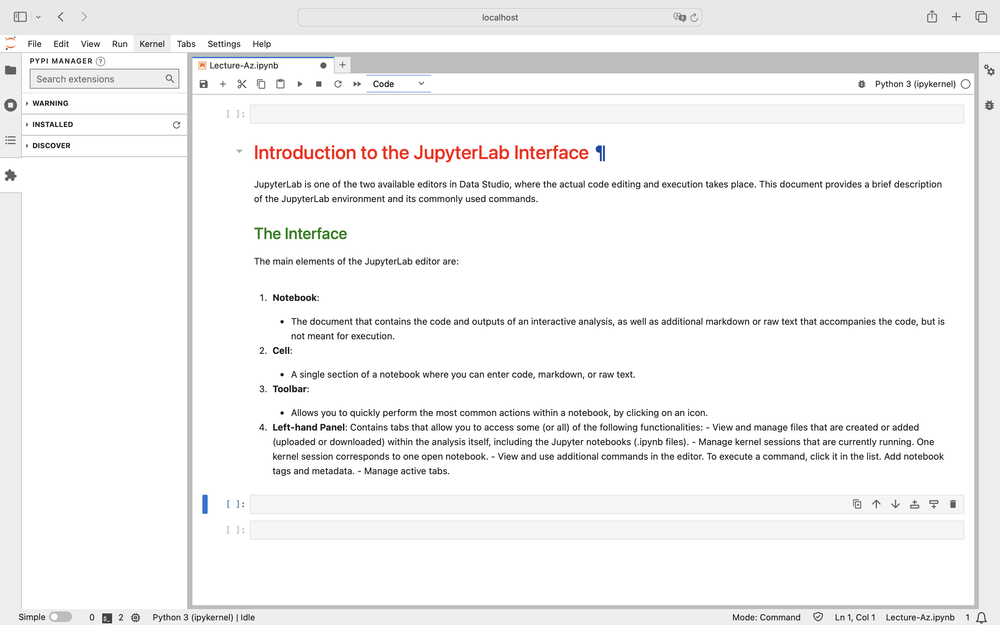 localhost
File Edit View Run Kernel Tabs Settings Help
PYPI MANAGER ?
Search extensions
WARNING
INSTALLED
DISCOVER
Lecture-Az.ipynb
Code
Python 3 (ipykernel)
[ ]:
Introduction to the JupyterLab Interface ¶
JupyterLab is one of the two available editors in Data Studio, where the actual code editing and execution takes place. This document provides a brief description
of the JupyterLab environment and its commonly used commands.
The Interface
The main elements of the JupyterLab editor are:
1. Notebook:
• The document that contains the code and outputs of an interactive analysis, as well as additional markdown or raw text that accompanies the code, but is
not meant for execution.
2. Cell:
• A single section of a notebook where you can enter code, markdown, or raw text.
3. Toolbar:
• Allows you to quickly perform the most common actions within a notebook, by clicking on an icon.
4. Left-hand Panel: Contains tabs that allow you to access some (or all) of the following functionalities: - View and manage files that are created or added
(uploaded or downloaded) within the analysis itself, including the Jupyter notebooks (.ipynb files). - Manage kernel sessions that are currently running. One
kernel session corresponds to one open notebook. - View and use additional commands in the editor. To execute a command, click it in the list. Add notebook
tags and metadata. - Manage active tabs.
[ ]:
[ ]:
Simple 0 $_ 2 Python 3 (ipykernel) | Idle Mode: Command Ln 1, Col 1 Lecture-Az.ipynb 1